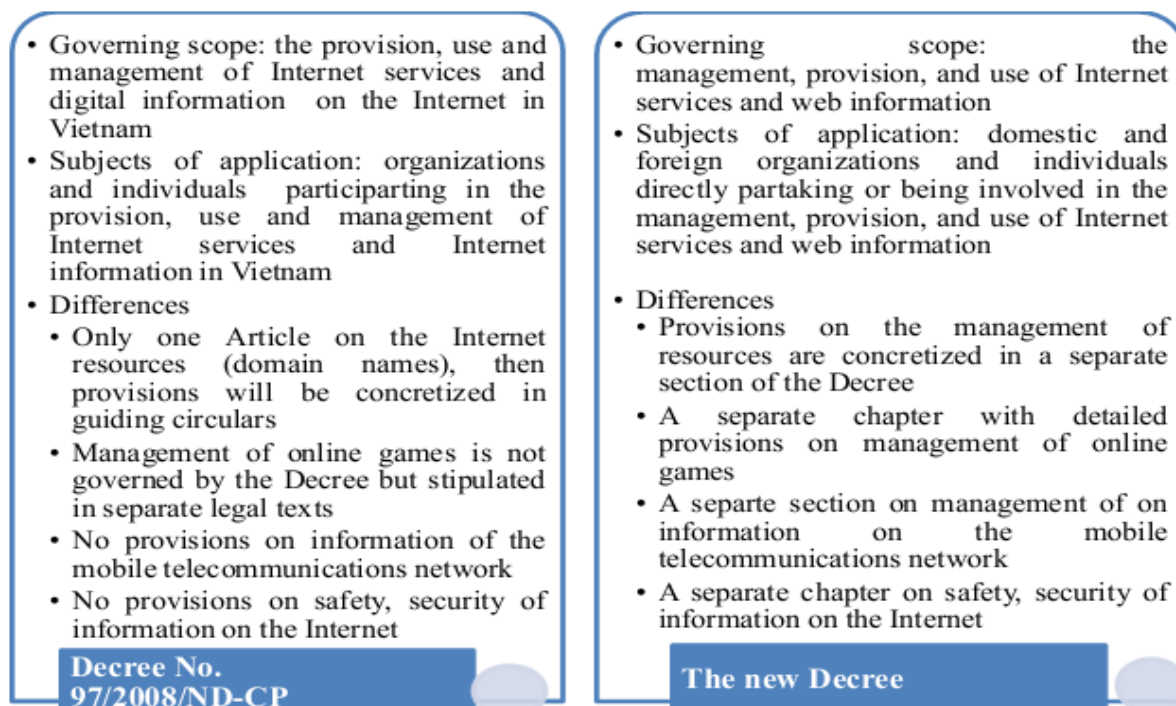 • Governing scope: the provision, use and
management of Internet services and
digital information on the Internet in
Vietnam
• Subjects of application: organizations
and individuals participarting in the
provision, use and management of
Internet services and Internet
information in Vietnam
• Differences
• Only one Article on the Internet
resources (domain names), then
provisions will be concretized in
guiding circulars
• Management of online games is not
governed by the Decree but stipulated
in separate legal texts
• No provisions on information of the
mobile telecommunications network
• No provisions on safety, security of
information on the Internet
Decree No.
97/2008/ND-CP
• Governing scope: the
management, provision, and use of Internet
services and web information
• Subjects of application: domestic and
foreign organizations and individuals
directly partaking or being involved in the
management, provision, and use of Internet
services and web information
• Differences
• Provisions on the management of
resources are concretized in a separate
section of the Decree
• A separate chapter with detailed
provisions on management of online
games
• A separte section on management of on
information on the mobile
telecommunications network
• A separate chapter on safety, security of
information on the Internet
The new Decree